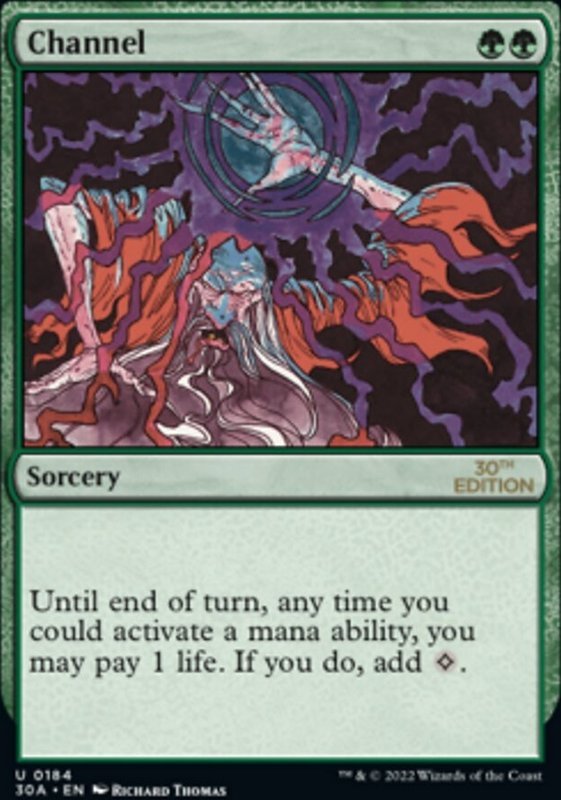 Channel
Sorcery
30TH
EDITION
Until end of turn, any time you
could activate a mana ability, you
may pay 1 life. If you do, add ◇.
U 0184
30A • EN Richard Thomas
™ & © 2022 Wizards of the Coast